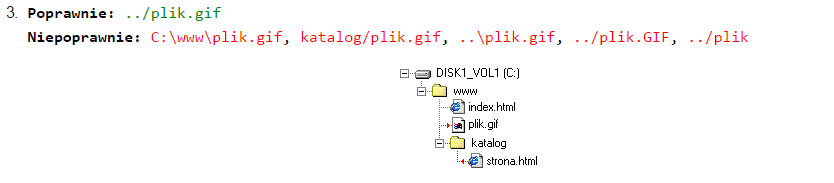 3. Poprawnie: ../plik.gif
Niepoprawnie: C:\www\plik.gif, katalog/plik.gif, ..\plik.gif, ../plik.GIF, ../plik
DISK1_VOL1 (C:)
www
index.html
plik.gif
katalog
strona.html